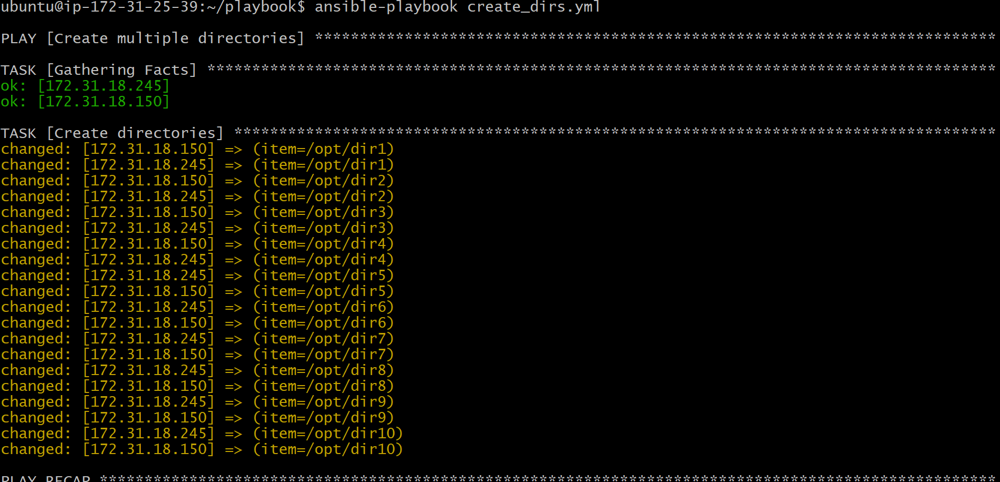 ubuntu@ip-172-31-25-39:~/playbook$ ansible-playbook create_dirs.yml
PLAY [Create multiple directories] ****************************************************************************
TASK [Gathering Facts] ****************************************************************************************
ok: [172.31.18.245]
ok: [172.31.18.150]
TASK [Create directories] *************************************************************************************
changed: [172.31.18.150] => (item=/opt/dir1)
changed: [172.31.18.245] => (item=/opt/dir1)
changed: [172.31.18.150] => (item=/opt/dir2)
changed: [172.31.18.245] => (item=/opt/dir2)
changed: [172.31.18.150] => (item=/opt/dir3)
changed: [172.31.18.245] => (item=/opt/dir3)
changed: [172.31.18.150] => (item=/opt/dir4)
changed: [172.31.18.245] => (item=/opt/dir4)
changed: [172.31.18.245] => (item=/opt/dir5)
changed: [172.31.18.150] => (item=/opt/dir5)
changed: [172.31.18.245] => (item=/opt/dir6)
changed: [172.31.18.150] => (item=/opt/dir6)
changed: [172.31.18.245] => (item=/opt/dir7)
changed: [172.31.18.150] => (item=/opt/dir7)
changed: [172.31.18.245] => (item=/opt/dir8)
changed: [172.31.18.150] => (item=/opt/dir8)
changed: [172.31.18.245] => (item=/opt/dir9)
changed: [172.31.18.150] => (item=/opt/dir9)
changed: [172.31.18.245] => (item=/opt/dir10)
changed: [172.31.18.150] => (item=/opt/dir10)
PLAY RECAP ****************************************************************************************************